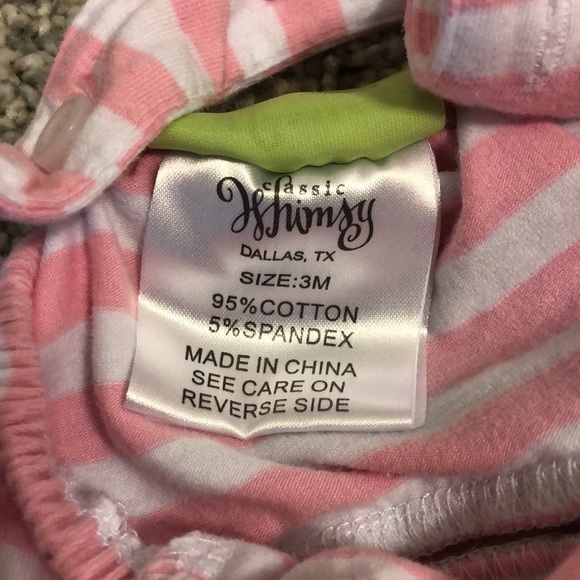 classic
Whimsy
DALLAS, TX
SIZE:3M
95%COTTON
5%SPANDEX
MADE IN CHINA
SEE CARE ON
REVERSE SIDE